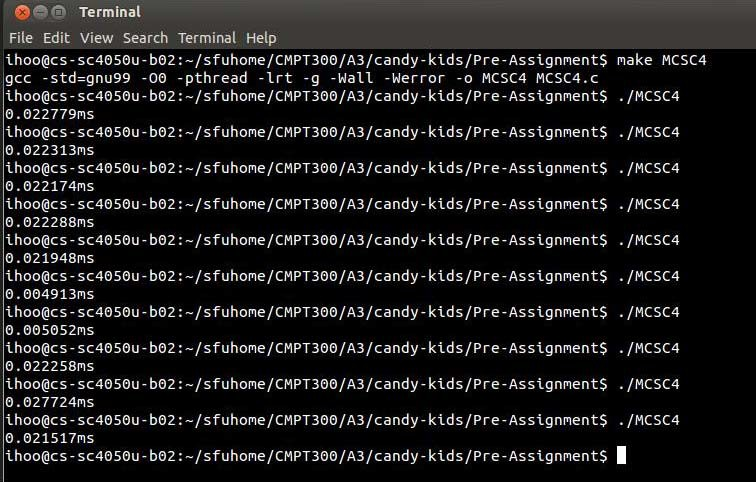 Terminal
File Edit View Search Terminal Help
ihoo@cs-sc4050u-b02:~/sfuhome/CMPT300/A3/candy-kids/Pre-Assignment$ make MCSC4
gcc -std=gnu99 -O0 -pthread -lrt -g -Wall -Werror -o MCSC4 MCSC4.c
ihoo@cs-sc4050u-b02:~/sfuhome/CMPT300/A3/candy-kids/Pre-Assignment$ ./MCSC4
0.022779ms
ihoo@cs-sc4050u-b02:~/sfuhome/CMPT300/A3/candy-kids/Pre-Assignment$ ./MCSC4
0.022313ms
ihoo@cs-sc4050u-b02:~/sfuhome/CMPT300/A3/candy-kids/Pre-Assignment$ ./MCSC4
0.022174ms
ihoo@cs-sc4050u-b02:~/sfuhome/CMPT300/A3/candy-kids/Pre-Assignment$ ./MCSC4
0.022288ms
ihoo@cs-sc4050u-b02:~/sfuhome/CMPT300/A3/candy-kids/Pre-Assignment$ ./MCSC4
0.021948ms
ihoo@cs-sc4050u-b02:~/sfuhome/CMPT300/A3/candy-kids/Pre-Assignment$ ./MCSC4
0.004913ms
ihoo@cs-sc4050u-b02:~/sfuhome/CMPT300/A3/candy-kids/Pre-Assignment$ ./MCSC4
0.005052ms
ihoo@cs-sc4050u-b02:~/sfuhome/CMPT300/A3/candy-kids/Pre-Assignment$ ./MCSC4
0.022258ms
ihoo@cs-sc4050u-b02:~/sfuhome/CMPT300/A3/candy-kids/Pre-Assignment$ ./MCSC4
0.027724ms
ihoo@cs-sc4050u-b02:~/sfuhome/CMPT300/A3/candy-kids/Pre-Assignment$ ./MCSC4
0.021517ms
ihoo@cs-sc4050u-b02:~/sfuhome/CMPT300/A3/candy-kids/Pre-Assignment$